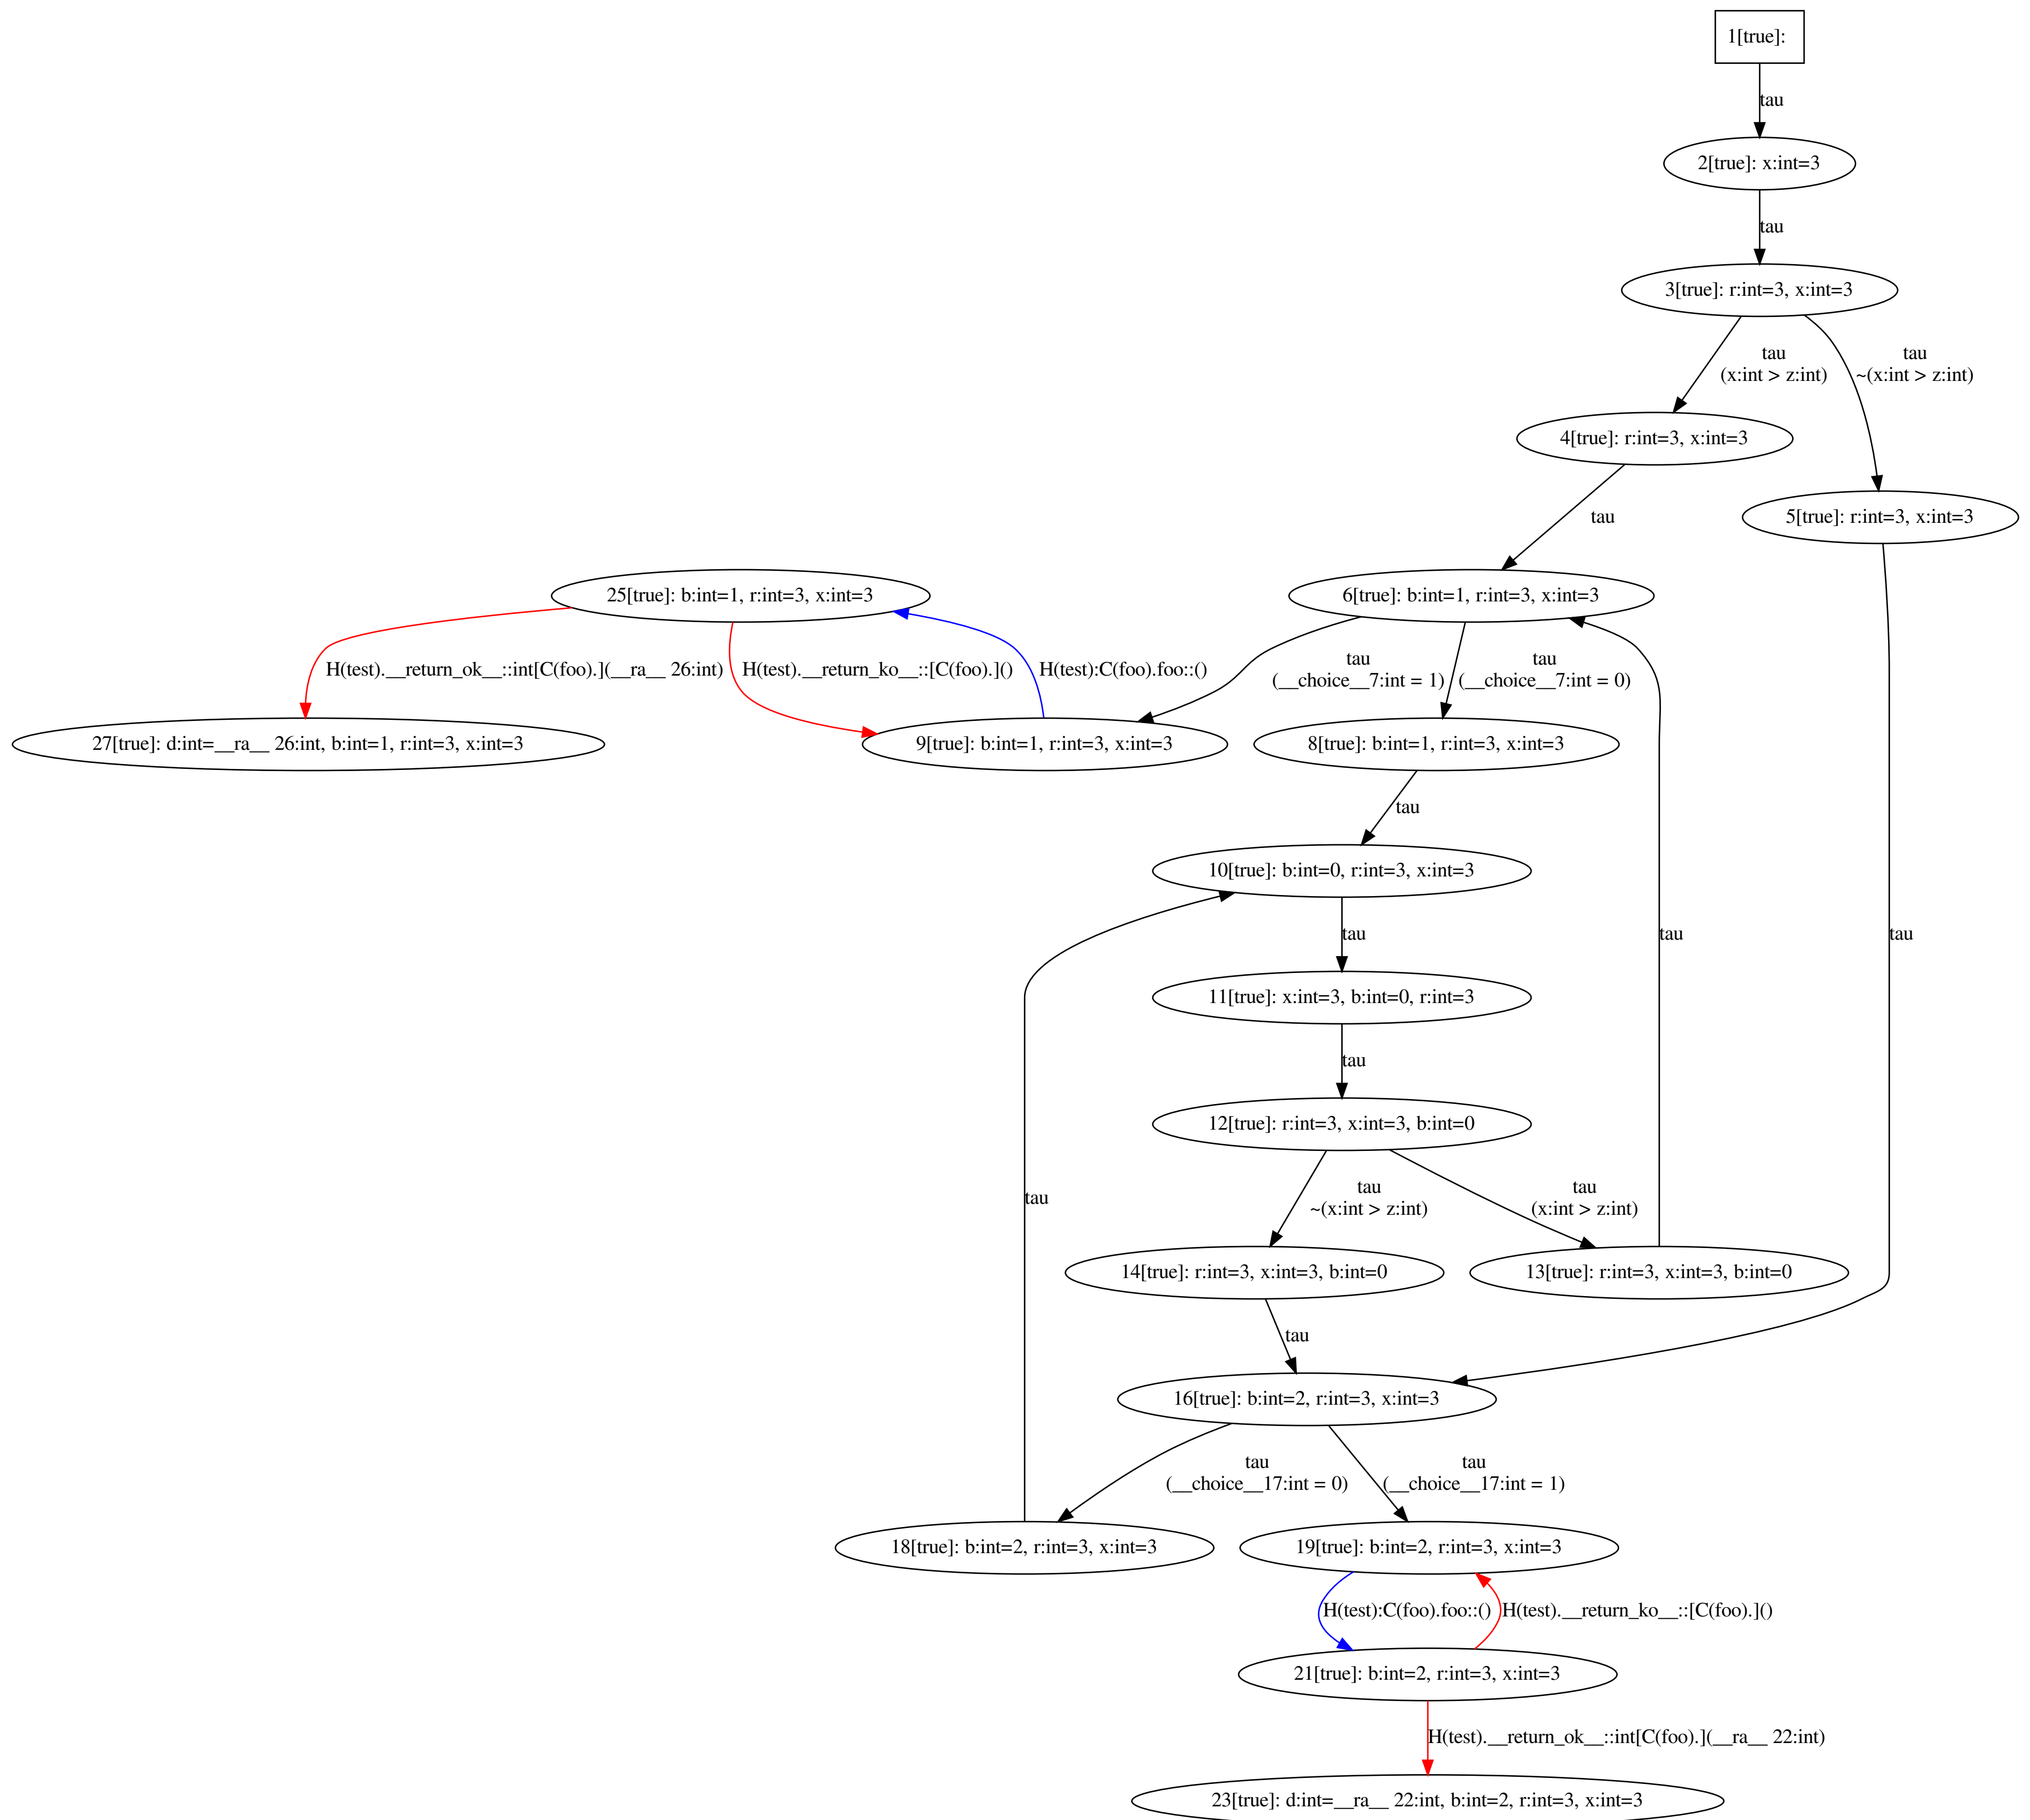 1[true]:
tau
2[true]: x:int=3
tau
3[true]: r:int=3, x:int=3
tau
(x:int > z:int)
tau
~(x:int > z:int)
4[true]: r:int=3, x:int=3
5[true]: r:int=3, x:int=3
tau
25[true]: b:int=1, r:int=3, x:int=3
6[true]: b:int=1, r:int=3, x:int=3
H(test).__return_ok__::int[C(foo).](__ra__ 26:int)
H(test).__return_ko__::[C(foo).]()
H(test):C(foo).foo::()
tau
(__choice__7:int = 1)
tau
(__choice__7:int = 0)
27[true]: d:int=__ra__ 26:int, b:int=1, r:int=3, x:int=3
9[true]: b:int=1, r:int=3, x:int=3
8[true]: b:int=1, r:int=3, x:int=3
tau
10[true]: b:int=0, r:int=3, x:int=3
tau
tau
tau
11[true]: x:int=3, b:int=0, r:int=3
tau
12[true]: r:int=3, x:int=3, b:int=0
tau
tau
~(x:int > z:int)
tau
(x:int > z:int)
14[true]: r:int=3, x:int=3, b:int=0
13[true]: r:int=3, x:int=3, b:int=0
tau
16[true]: b:int=2, r:int=3, x:int=3
tau
(__choice__17:int = 0)
tau
(__choice__17:int = 1)
18[true]: b:int=2, r:int=3, x:int=3
19[true]: b:int=2, r:int=3, x:int=3
H(test):C(foo).foo::()
H(test).__return_ko__::[C(foo).]()
21[true]: b:int=2, r:int=3, x:int=3
H(test).__return_ok__::int[C(foo).](__ra__ 22:int)
23[true]: d:int=__ra__ 22:int, b:int=2, r:int=3, x:int=3